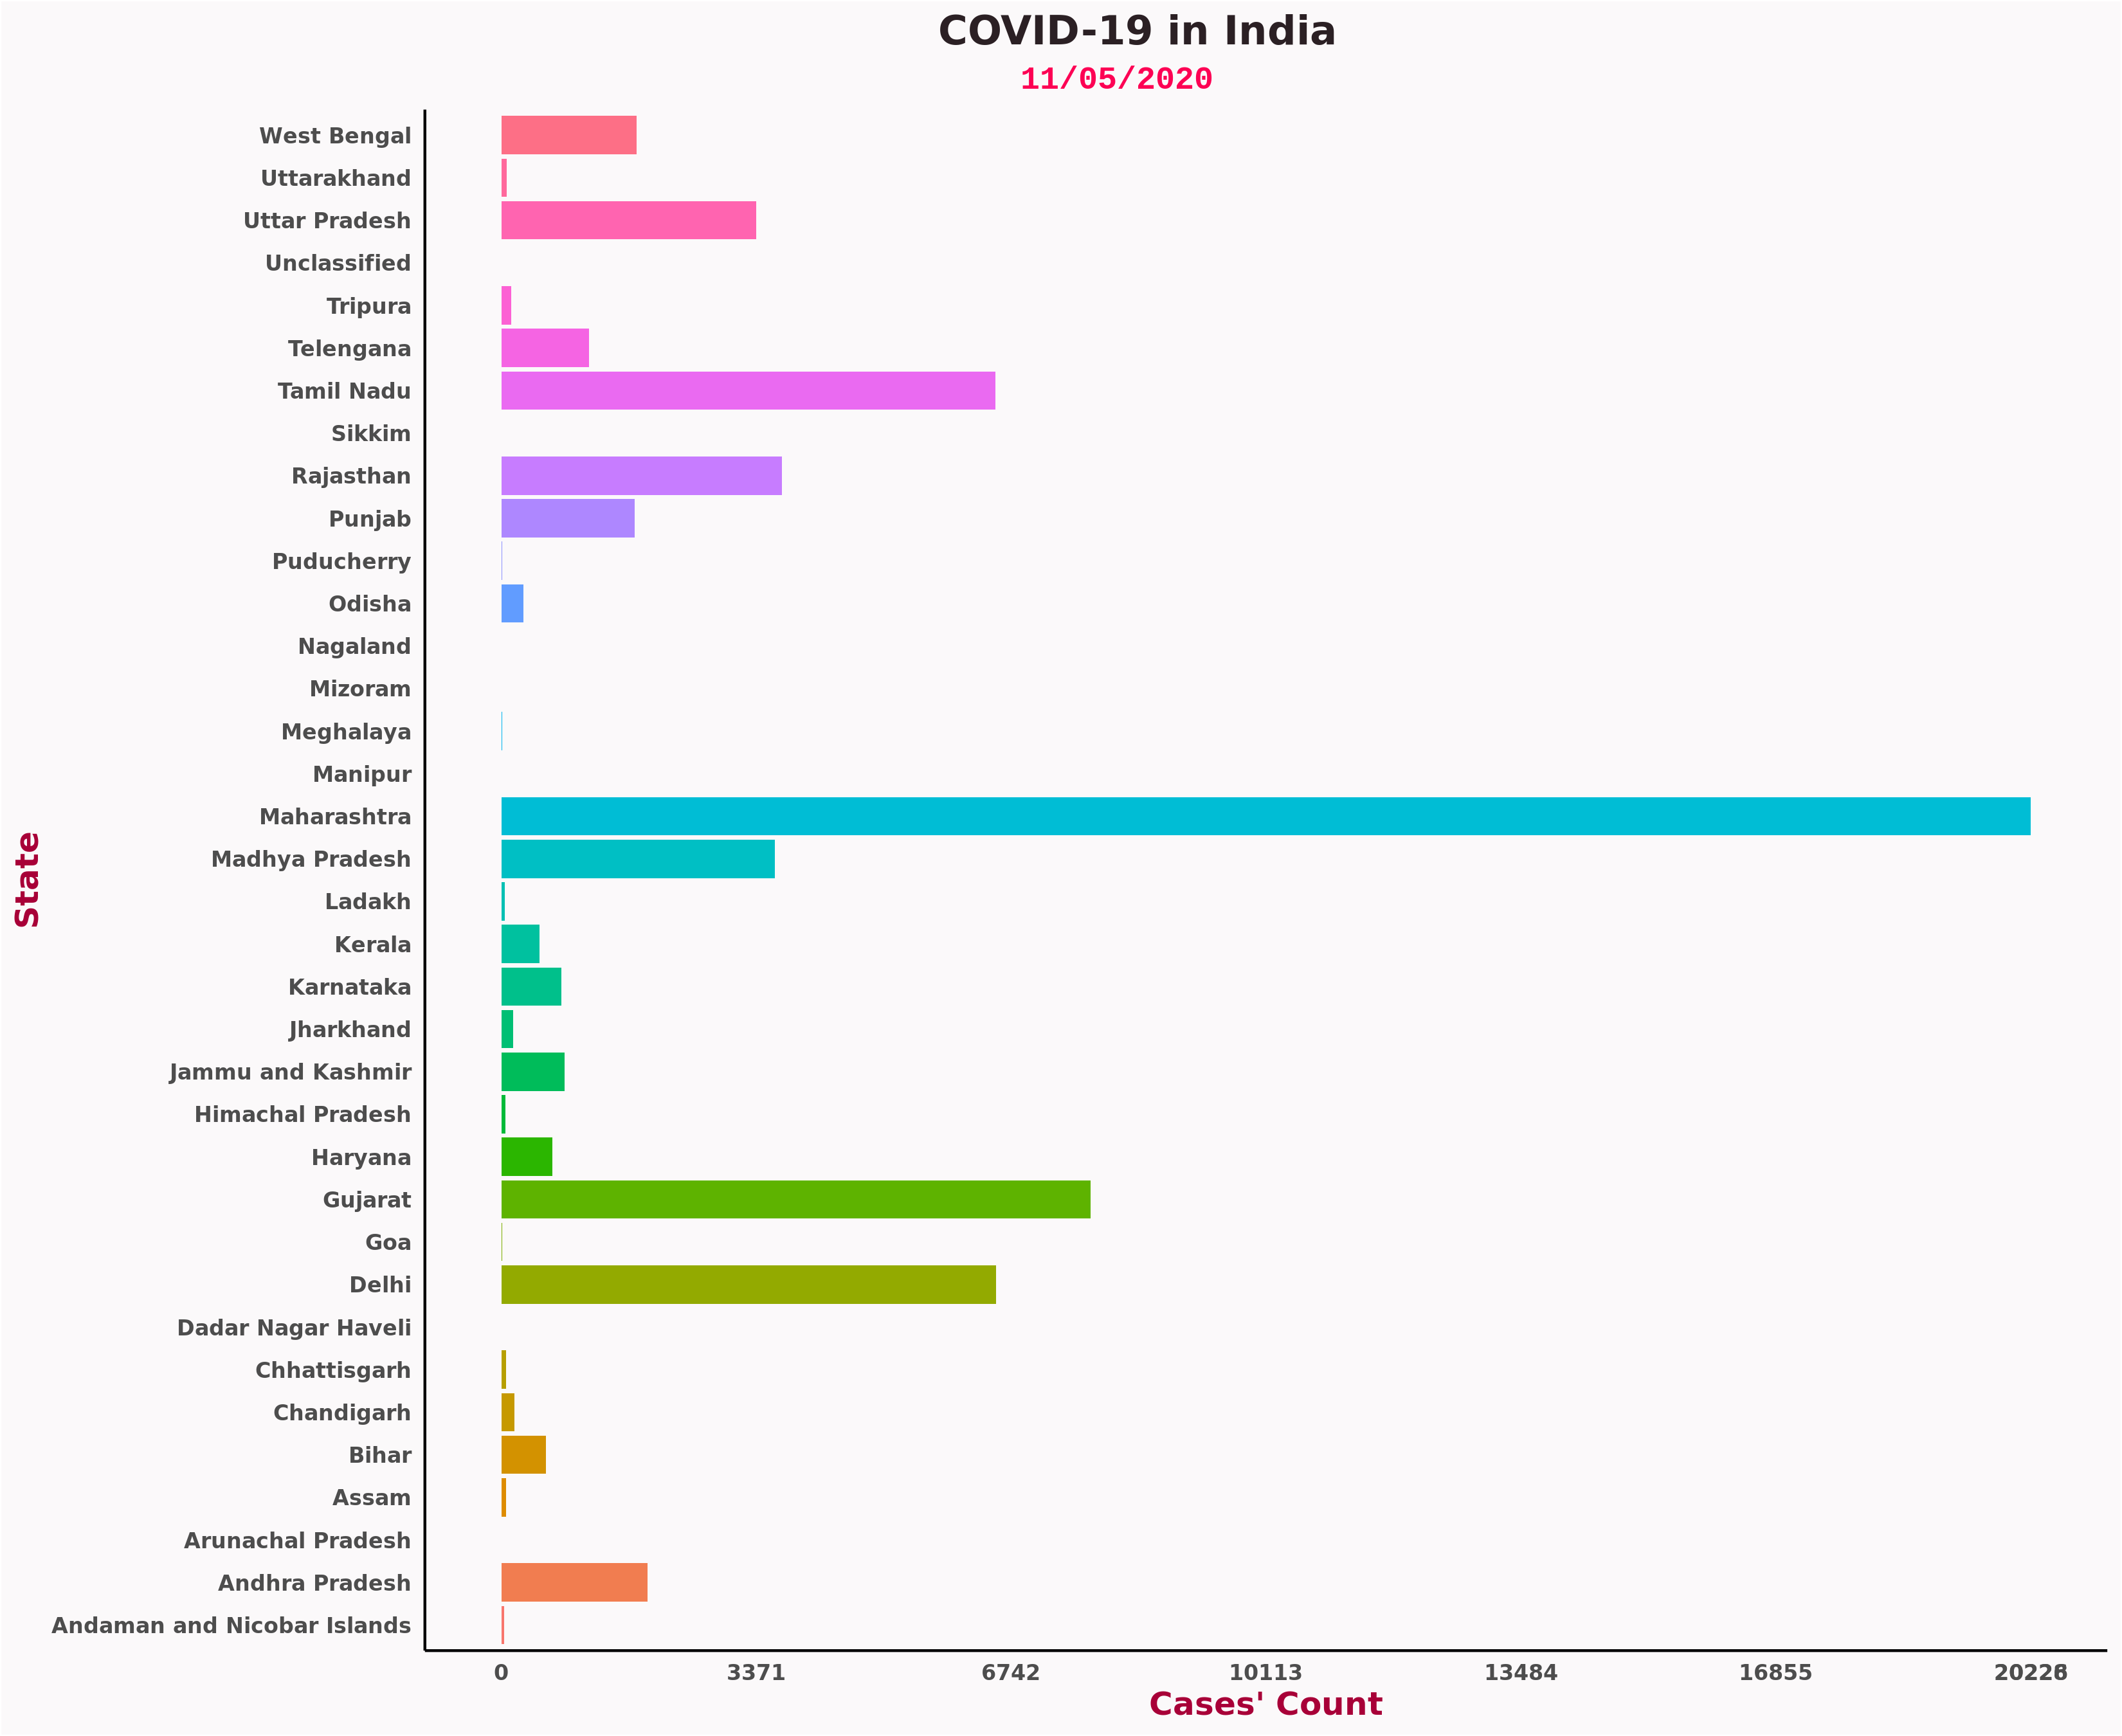 COVID-19 in India
11/05/2020
West Bengal
Uttarakhand
Uttar Pradesh
Unclassified
Tripura
Telengana
Tamil Nadu
Sikkim
Rajasthan
Punjab
Puducherry
Odisha
Nagaland
Mizoram
Meghalaya
Manipur
Maharashtra
Madhya Pradesh
Ladakh
Kerala
Karnataka
Jharkhand
Jammu and Kashmir
Himachal Pradesh
Haryana
Gujarat
Goa
Delhi
Dadar Nagar Haveli
Chhattisgarh
Chandigarh
Bihar
Assam
Arunachal Pradesh
Andhra Pradesh
Andaman and Nicobar Islands
State
0 3371 6742 10113 13484 16855
Cases' Count